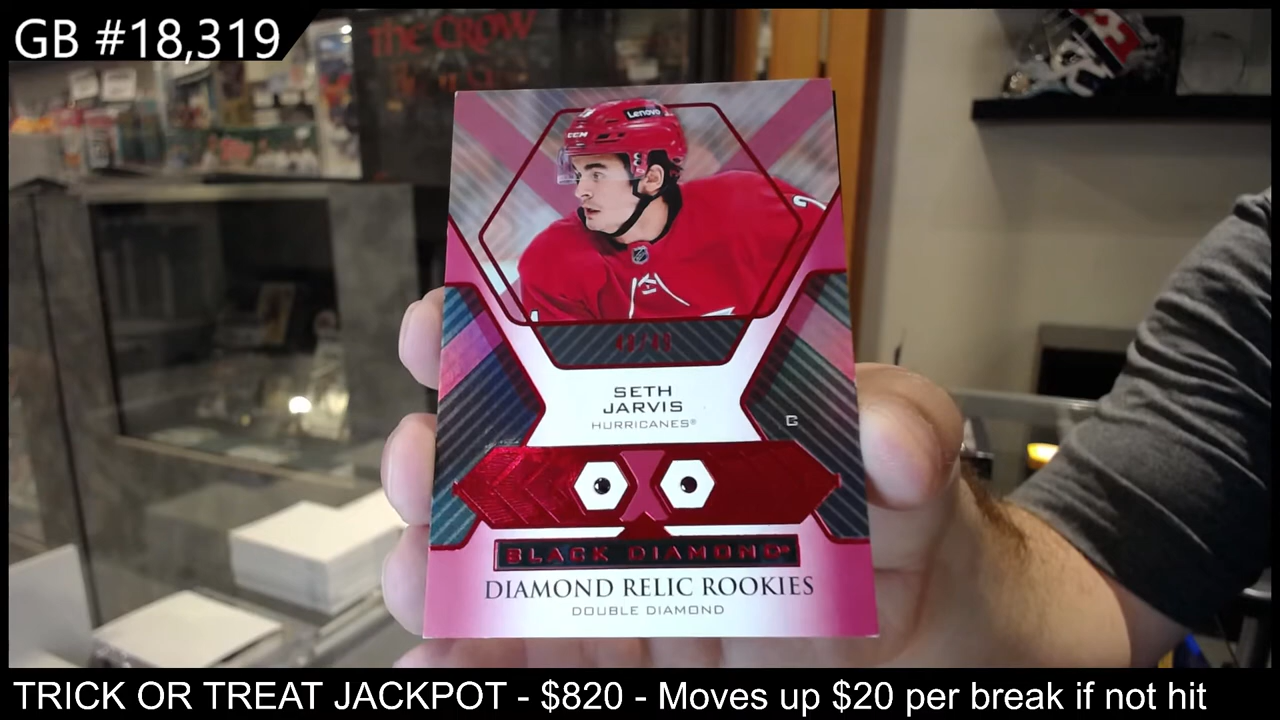 GB #18,319
THE CROW
Lenovo
CCM
2
SETH
JARVIS
HURRICANES®
C
BLACK DIAMOND®
DIAMOND RELIC ROOKIES
DOUBLE DIAMOND
TRICK OR TREAT JACKPOT - $820 - Moves up $20 per break if not hit